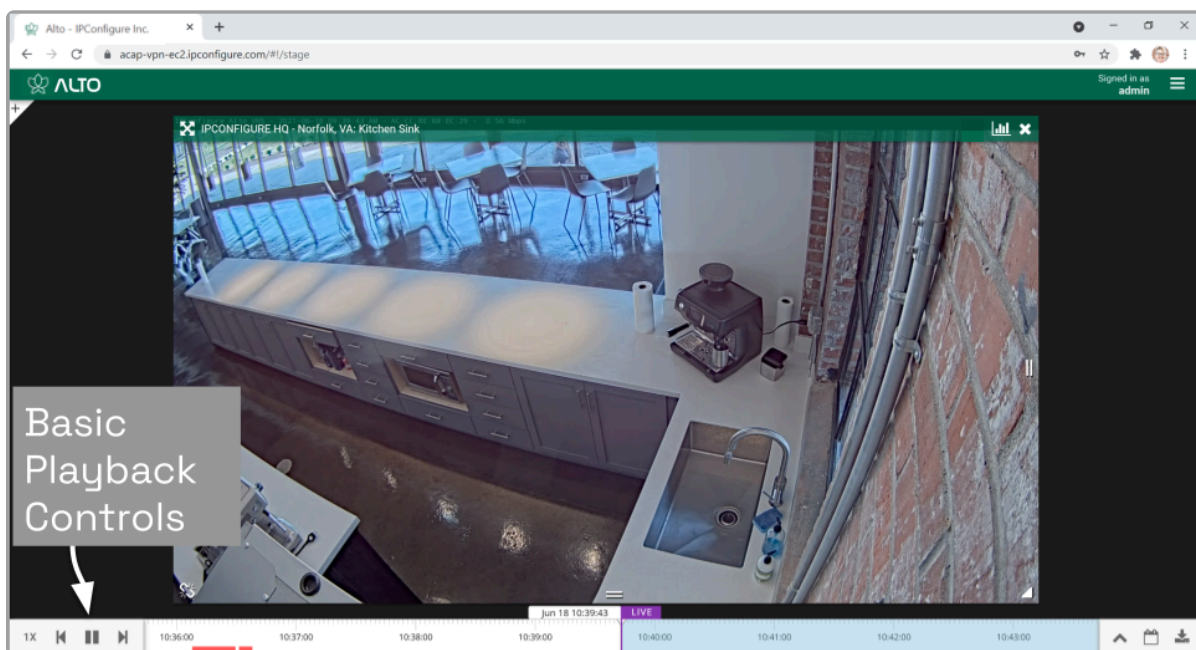 Alto - IPConfigure Inc.
acap-vpn-ec2.ipconfigure.com/#!/stage
ALTO
Signed in as
admin
IPCONFIGURE HQ - Norfolk, VA: Kitchen Sink
Basic
Playback
Controls
Jun 18 10:39:43 LIVE
1X 10:36:00 10:37:00 10:38:00 10:39:00 10:40:00 10:41:00 10:42:00 10:43:00